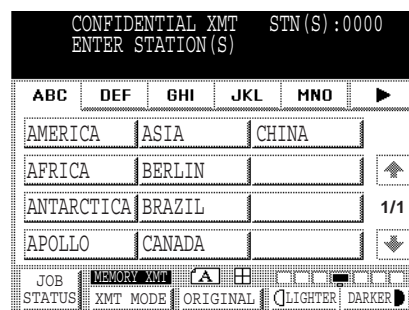 CONFIDENTIAL XMT STN(S):0000
ENTER STATION(S)
ABC DEF GHI JKL MNO
AMERICA ASIA CHINA
AFRICA BERLIN
ANTARCTICA BRAZIL 1/1
APOLLO CANADA
JOB STATUS
MEMORY XMT A
XMT MODE ORIGINAL LIGHTER DARKER